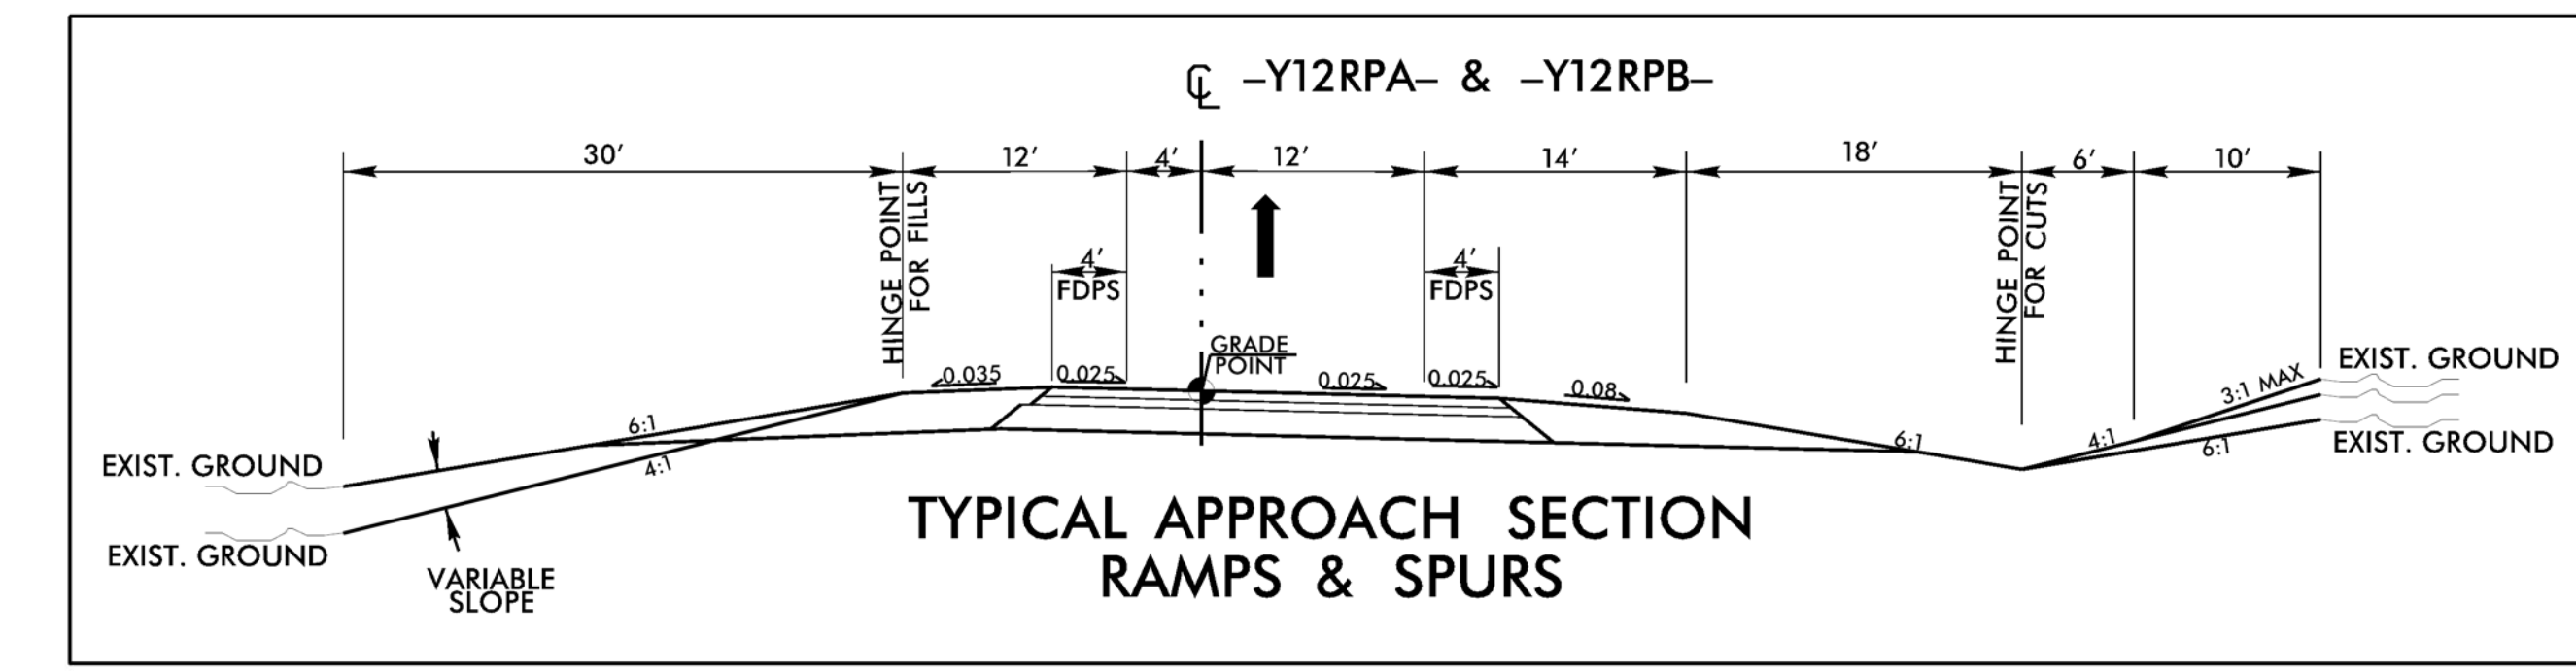 ℄ –Y12RPA– & –Y12RPB–
30' 12' 4' 12' 14' 18' 6' 10'
HINGE POINT
FOR FILLS
HINGE POINT
FOR CUTS
4'
FDPS
4'
FDPS
GRADE
POINT
0.035 0.025 0.025 0.025 0.08
6:1
4:1
6:1
4:1
3:1 MAX
6:1
EXIST. GROUND
EXIST. GROUND
EXIST. GROUND
EXIST. GROUND
VARIABLE
SLOPE
TYPICAL APPROACH SECTION
RAMPS & SPURS